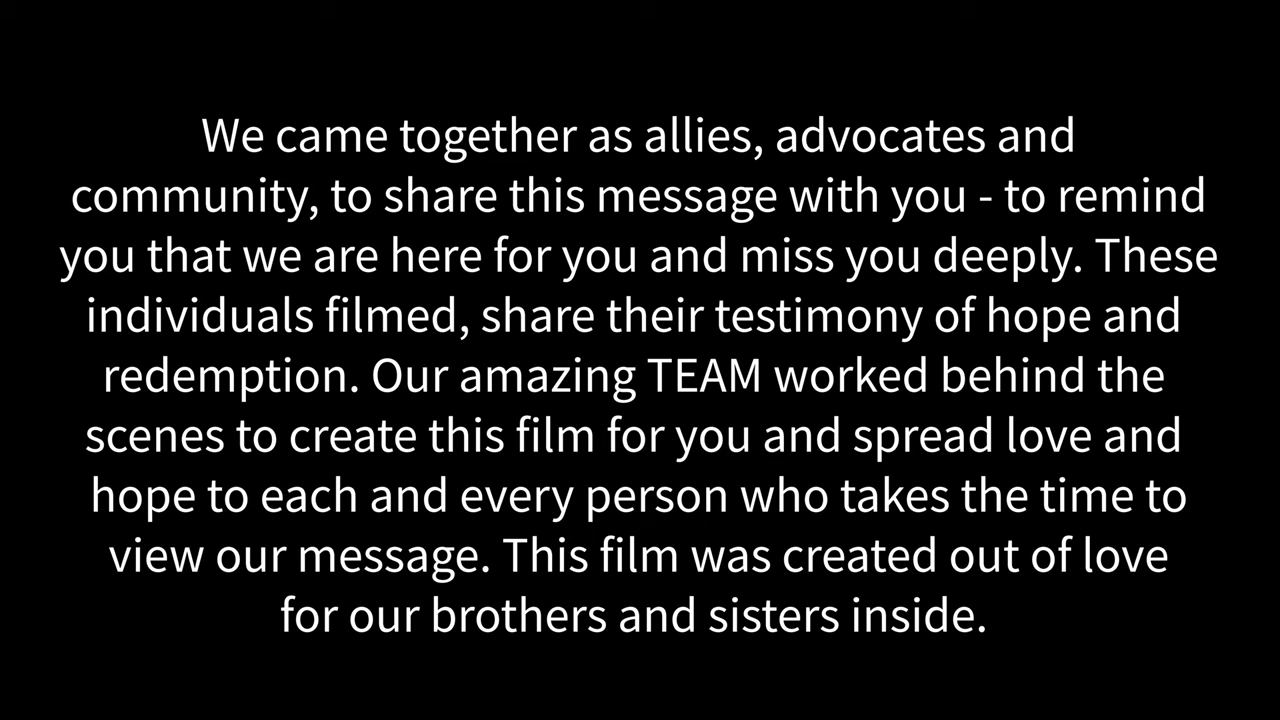 We came together as allies, advocates and
community, to share this message with you - to remind
you that we are here for you and miss you deeply. These
individuals filmed, share their testimony of hope and
redemption. Our amazing TEAM worked behind the
scenes to create this film for you and spread love and
hope to each and every person who takes the time to
view our message. This film was created out of love
for our brothers and sisters inside.